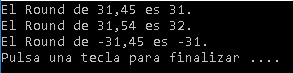 El Round de 31,45 es 31.
El Round de 31,54 es 32.
El Round de -31,45 es -31.
Pulsa una tecla para finalizar ....